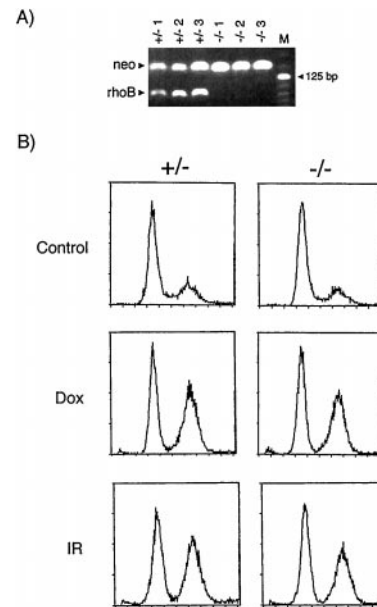 A)
+/- 1 +/- 2 +/- 3 -/- 1 -/- 2 -/- 3 M
neo
125 bp
rhoB
B)
+/- -/-
Control
Dox
IR